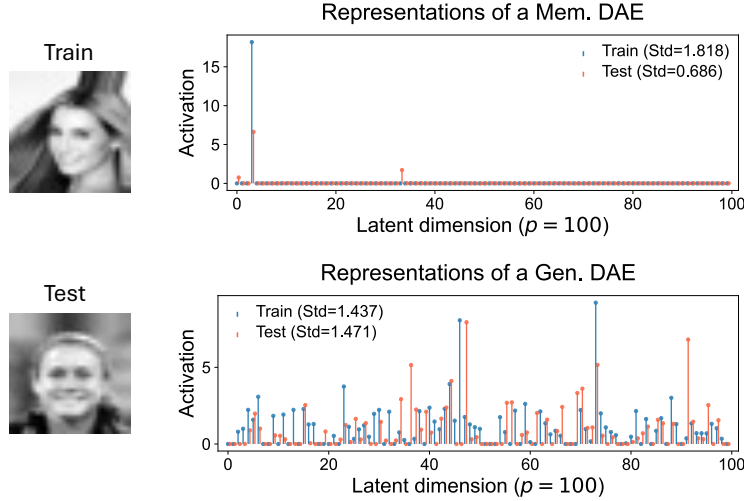 Train
Representations of a Mem. DAE
Train (Std=1.818)
Test (Std=0.686)
Activation
15
10
5
0
0 20 40 60 80 100
Latent dimension (p = 100)
Test
Representations of a Gen. DAE
Train (Std=1.437)
Test (Std=1.471)
Activation
5
0
0 20 40 60 80 100
Latent dimension (p = 100)